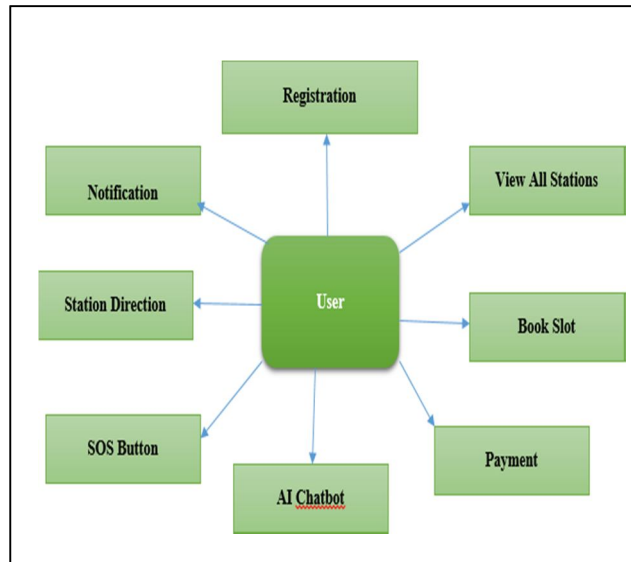 Registration
Notification
View All Stations
Station Direction
User
Book Slot
SOS Button
Payment
AI Chatbot